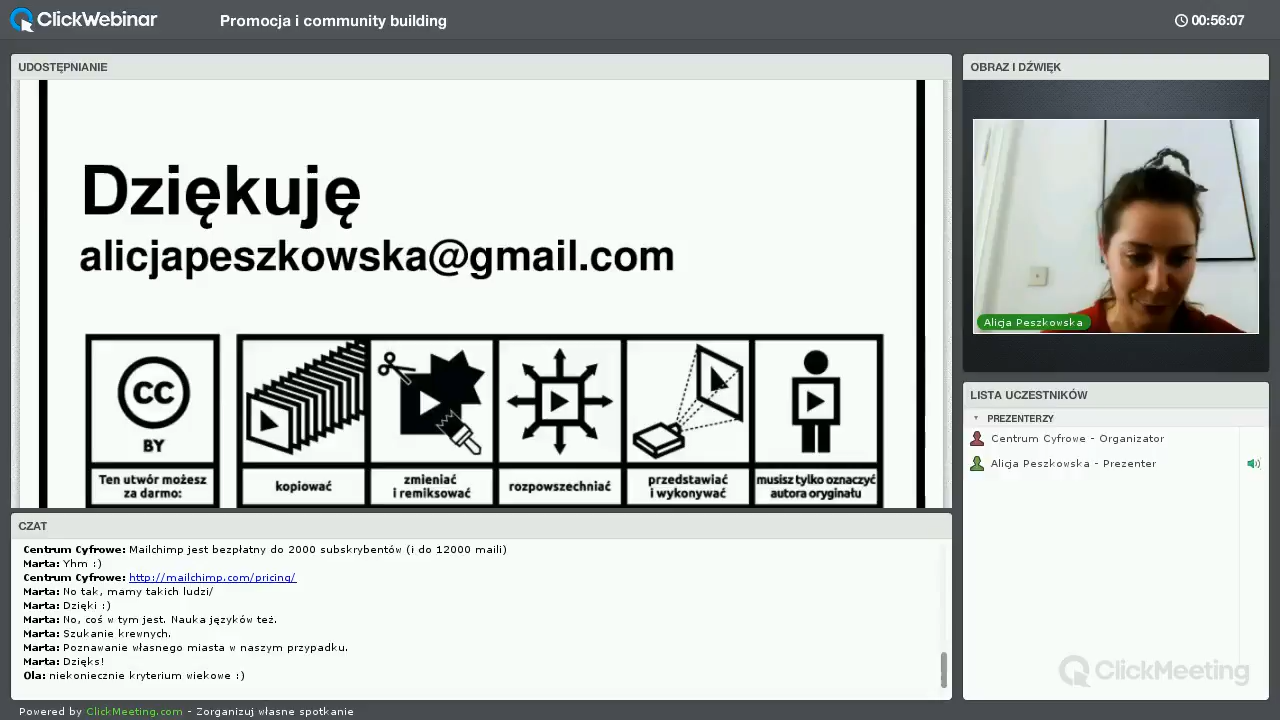 ClickWebinar
Promocja i community building
00:56:07
UDOSTĘPNIANIE
Dziękuję
alicjapeszkowska@gmail.com
CC
BY
Ten utwór możesz
za darmo:
kopiować
zmieniać
i remiksować
rozpowszechniać
przedstawiać
i wykonywać
musisz tylko oznaczyć
autora oryginału
OBRAZ I DŹWIĘK
Alicja Peszkowska
LISTA UCZESTNIKÓW
PREZENTERZY
Centrum Cyfrowe - Organizator
Alicja Peszkowska - Prezenter
CZAT
Centrum Cyfrowe: Mailchimp jest bezpłatny do 2000 subskrybentów (i do 12000 maili)
Marta: Yhm :)
Centrum Cyfrowe: http://mailchimp.com/pricing/
Marta: No tak, mamy takich ludzi/
Marta: Dzięki :)
Marta: No, coś w tym jest. Nauka języków też.
Marta: Szukanie krewnych.
Marta: Poznawanie własnego miasta w naszym przypadku.
Marta: Dzięks!
Ola: niekoniecznie kryterium wiekowe :)
ClickMeeting
Powered by ClickMeeting.com - Zorganizuj własne spotkanie